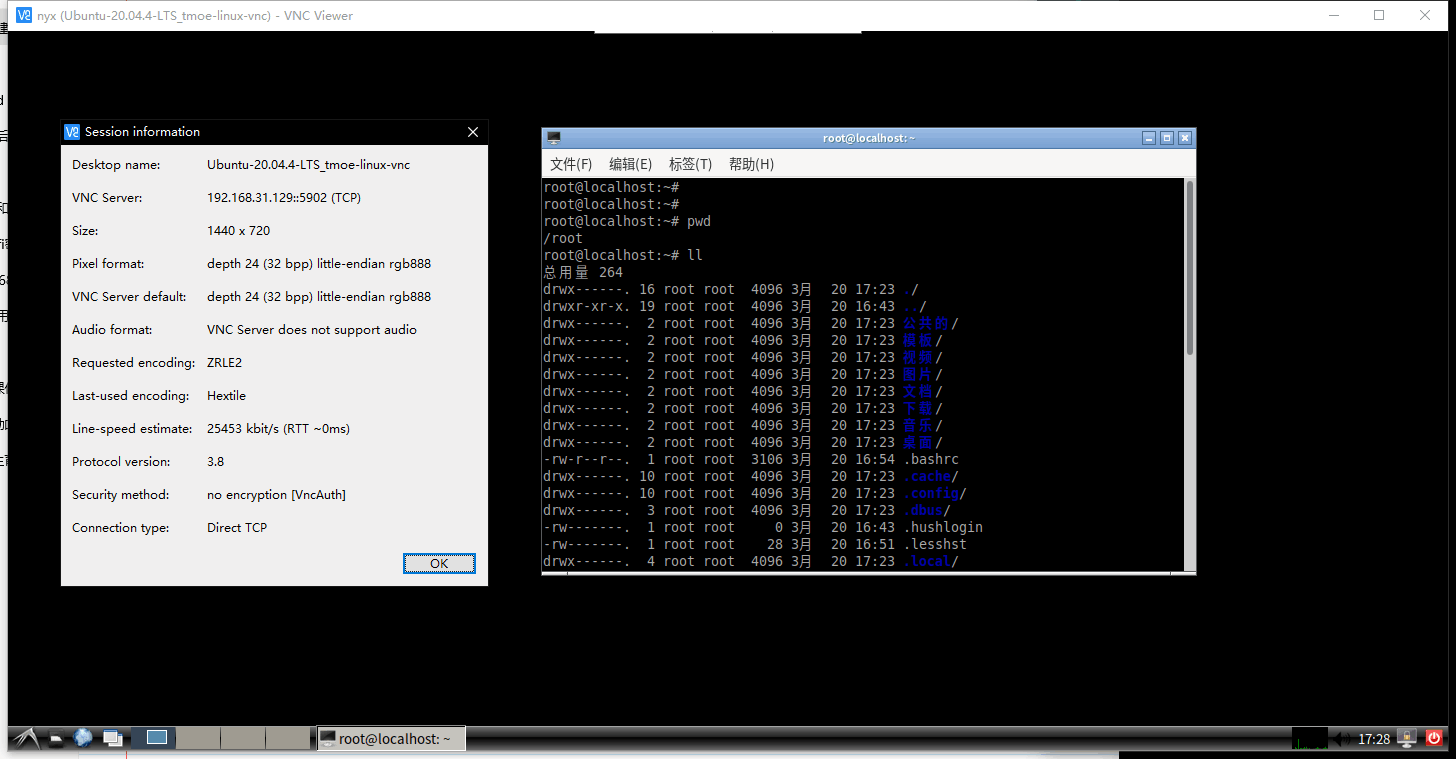 nyx (Ubuntu-20.04.4-LTS_tmoe-linux-vnc) - VNC Viewer
Session information
Desktop name: Ubuntu-20.04.4-LTS_tmoe-linux-vnc
VNC Server: 192.168.31.129::5902 (TCP)
Size: 1440 x 720
Pixel format: depth 24 (32 bpp) little-endian rgb888
VNC Server default: depth 24 (32 bpp) little-endian rgb888
Audio format: VNC Server does not support audio
Requested encoding: ZRLE2
Last-used encoding: Hextile
Line-speed estimate: 25453 kbit/s (RTT ~0ms)
Protocol version: 3.8
Security method: no encryption [VncAuth]
Connection type: Direct TCP
OK
root@localhost: ~
文件(F) 编辑(E) 标签(T) 帮助(H)
root@localhost:~#
root@localhost:~#
root@localhost:~# pwd
/root
root@localhost:~# ll
总用量 264
drwx------. 16 root root 4096 3月 20 17:23 ./
drwxr-xr-x. 19 root root 4096 3月 20 16:43 ../
drwx------. 2 root root 4096 3月 20 17:23 公共的/
drwx------. 2 root root 4096 3月 20 17:23 模板/
drwx------. 2 root root 4096 3月 20 17:23 视频/
drwx------. 2 root root 4096 3月 20 17:23 图片/
drwx------. 2 root root 4096 3月 20 17:23 文档/
drwx------. 2 root root 4096 3月 20 17:23 下载/
drwx------. 2 root root 4096 3月 20 17:23 音乐/
drwx------. 2 root root 4096 3月 20 17:23 桌面/
-rw-r--r--. 1 root root 3106 3月 20 16:54 .bashrc
drwx------. 10 root root 4096 3月 20 17:23 .cache/
drwx------. 10 root root 4096 3月 20 17:23 .config/
drwx------. 3 root root 4096 3月 20 17:23 .dbus/
-rw-------. 1 root root 0 3月 20 16:43 .hushlogin
-rw-------. 1 root root 28 3月 20 16:51 .lesshst
drwx------. 4 root root 4096 3月 20 17:23 .local/
root@localhost: ~
17:28